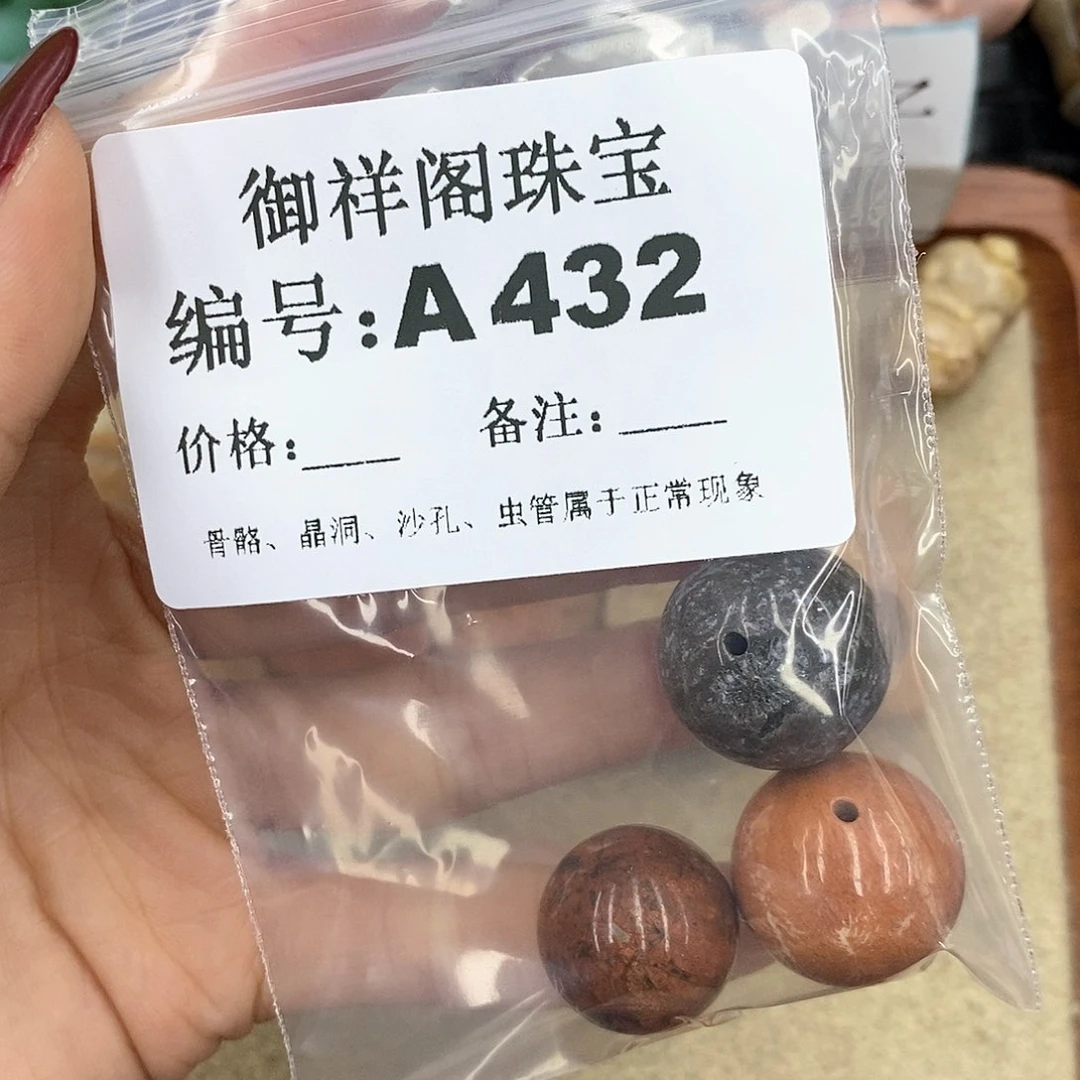 御祥阁珠宝
编号:A432
价格:___ 备注:____
骨骼、晶洞、沙孔、虫管属于正常现象